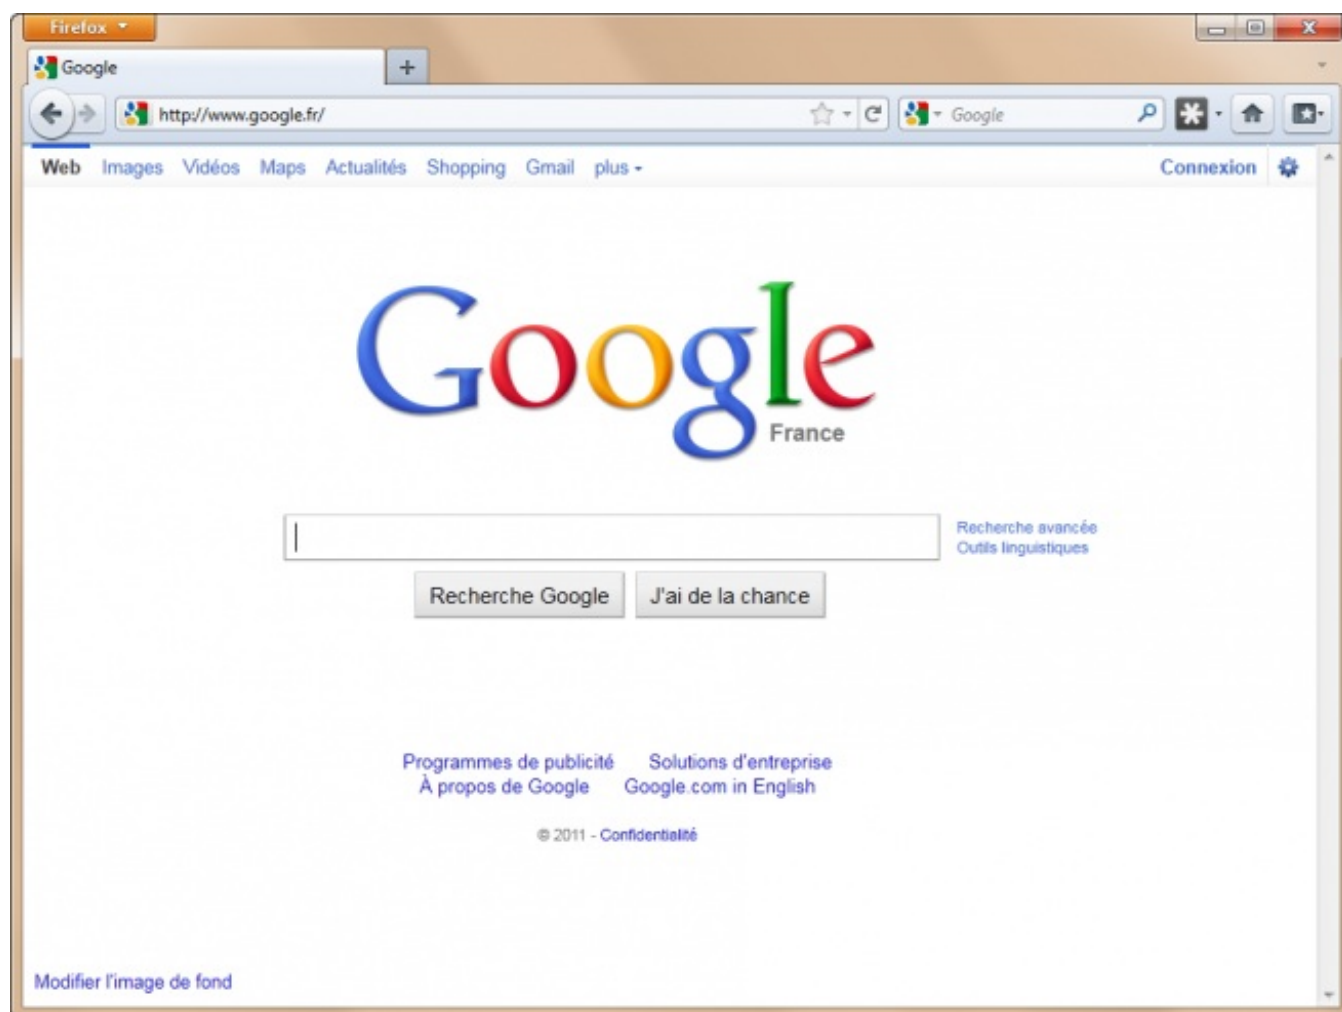 Firefox
Google
http://www.google.fr/ Google
Web Images Vidéos Maps Actualités Shopping Gmail plus Connexion
Google
France
Recherche avancée
Outils linguistiques
Recherche Google J'ai de la chance
Programmes de publicité Solutions d'entreprise
À propos de Google Google.com in English
© 2011 - Confidentialité
Modifier l'image de fond